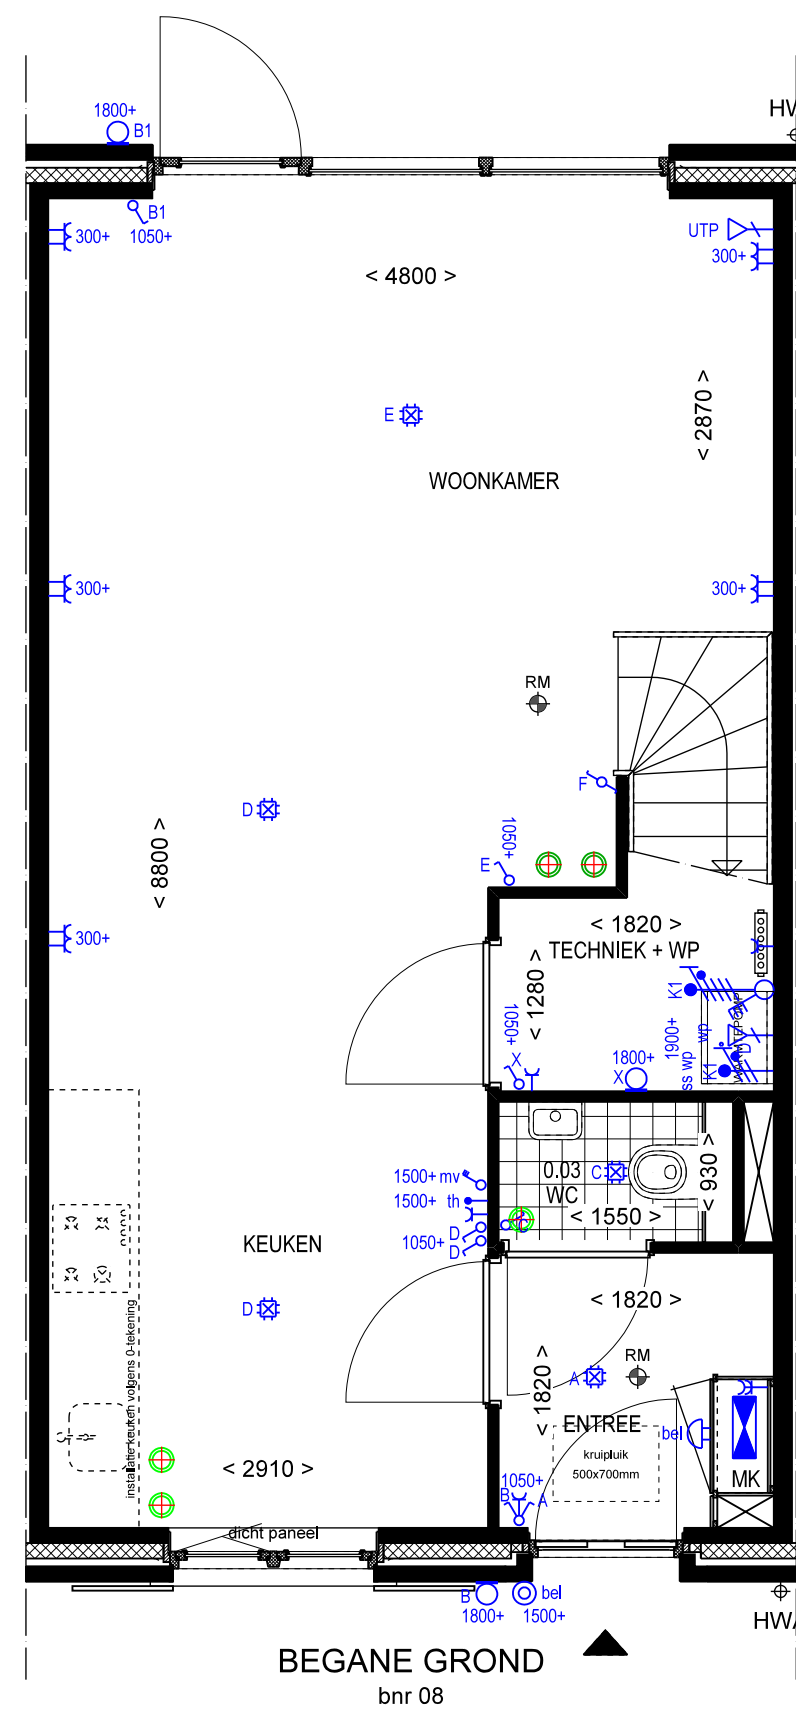 HW
1800+
B1
B1
1050+
300+
UTP
300+
< 4800 >
< 2870 >
E
WOONKAMER
300+
300+
RM
F
D
1050+
E
< 8800 >
300+
< 1820 >
TECHNIEK + WP
< 1280 >
K1
1050+
X
1800+
X
1900+
wp
ss wp
K1
D
WARMTEPOMP
1500+ mv
1500+ th
D
1050+
D
0.03
WC
C
< 930 >
< 1550 >
KEUKEN
D
installatie keuken volgens 0-tekening
< 1820 >
RM
A
< 1820 >
ENTREE
bel
kruipluik
500x700mm
MK
< 2910 >
1050+
B
A
dicht paneel
B
1800+
bel
1500+
HWA
BEGANE GROND
bnr 08